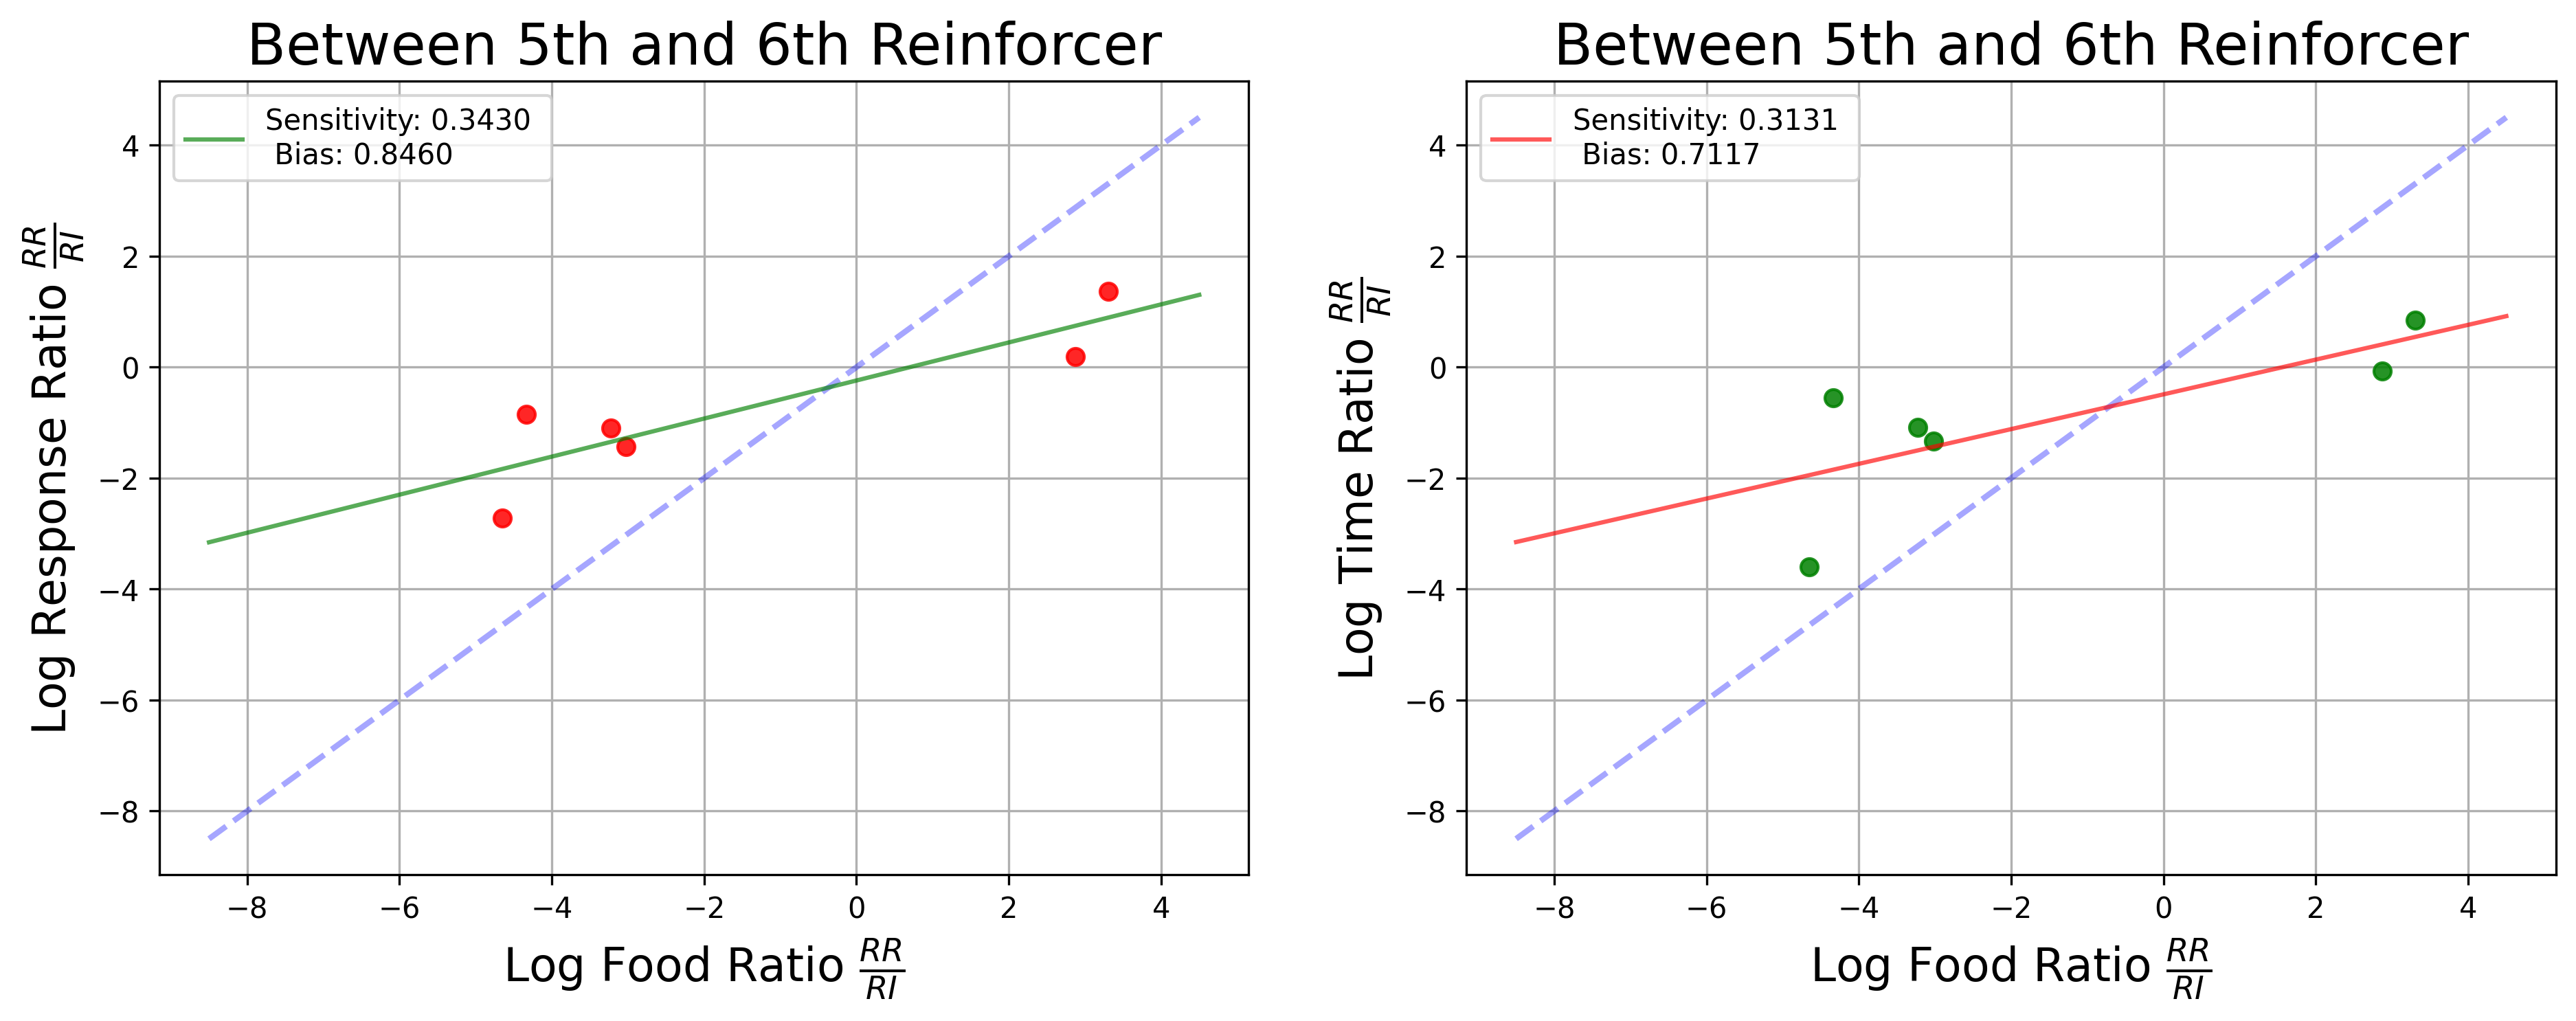 Between 5th and 6th Reinforcer
Sensitivity: 0.3430
Bias: 0.8460
4
2
0
−2
−4
−6
−8
Log Response Ratio RR/RI
−8 −6 −4 −2 0 2 4
Log Food Ratio RR/RI
Between 5th and 6th Reinforcer
Sensitivity: 0.3131
Bias: 0.7117
4
2
0
−2
−4
−6
−8
Log Time Ratio RR/RI
−8 −6 −4 −2 0 2 4
Log Food Ratio RR/RI